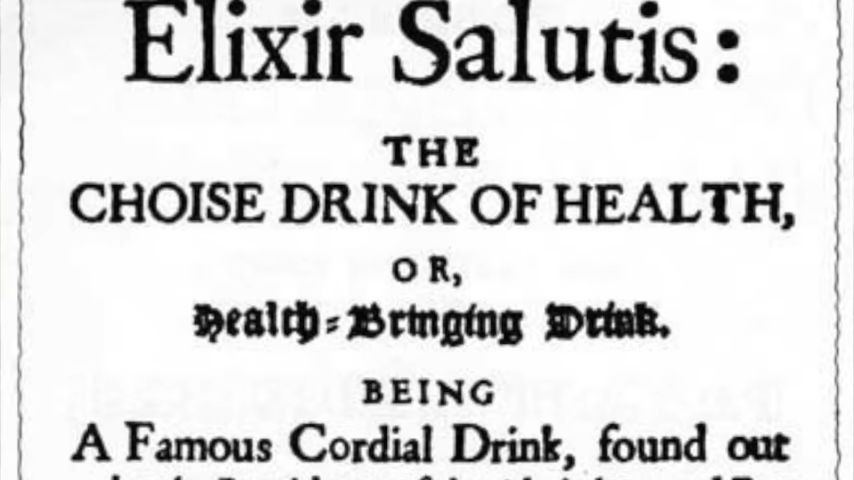 Elixir Salutis:
THE
CHOISE DRINK OF HEALTH,
OR,
Health-Bringing Drink.
BEING
A Famous Cordial Drink, found out